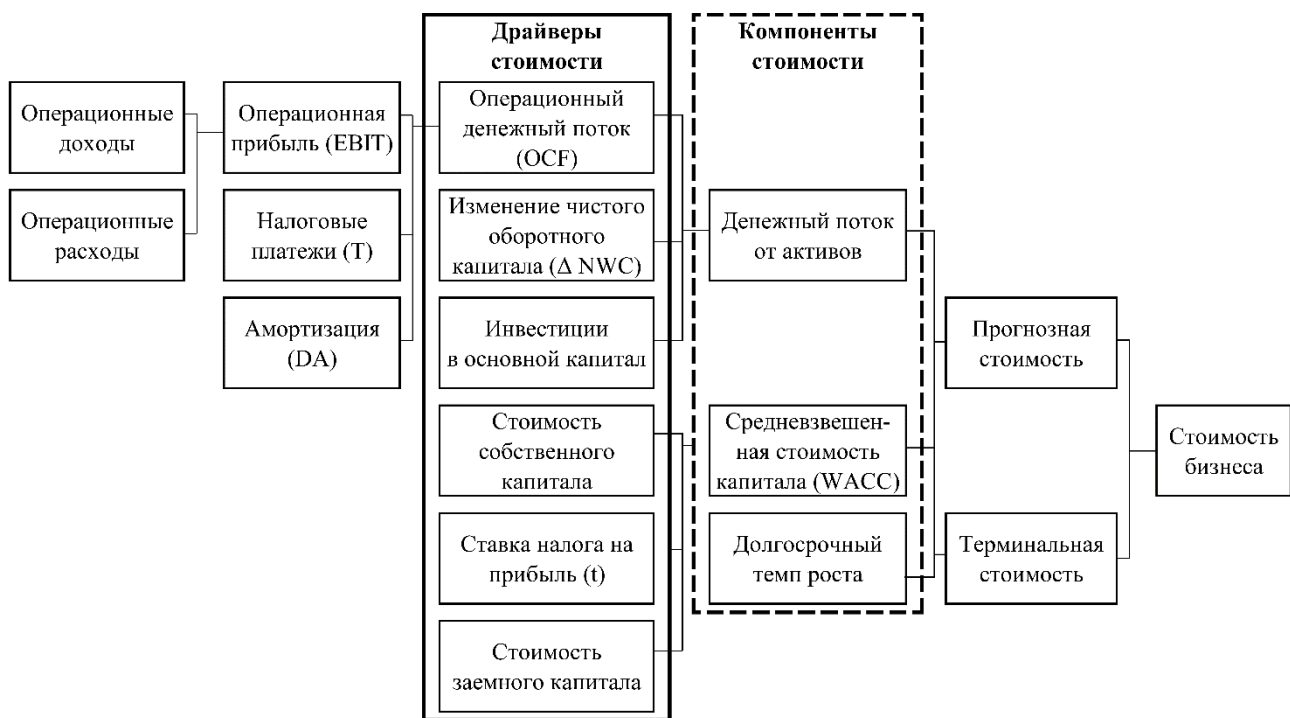 Драйверы
стоимости
Компоненты
стоимости
Операционные
доходы
Операционная
прибыль (EBIT)
Операционный
денежный поток
(OCF)
Операционные
расходы
Налоговые
платежи (T)
Изменение чистого
оборотного
капитала (Δ NWC)
Денежный поток
от активов
Амортизация
(DA)
Инвестиции
в основной капитал
Прогнозная
стоимость
Стоимость
собственного
капитала
Средневзвешен-
ная стоимость
капитала (WACC)
Стоимость
бизнеса
Ставка налога на
прибыль (t)
Долгосрочный
темп роста
Терминальная
стоимость
Стоимость
заемного капитала